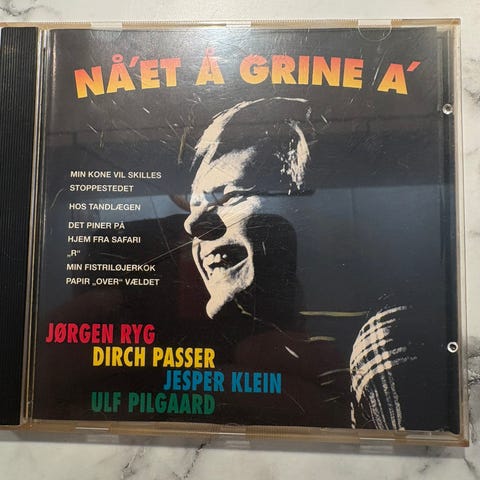 NÅ'ET Å GRINE A'
MIN KONE VIL SKILLES
STOPPESTEDET
HOS TANDLÆGEN
DET PINER PÅ
HJEM FRA SAFARI
„R“
MIN FISTRILØJERKOK
PAPIR „OVER“ VÆLDET
JØRGEN RYG
DIRCH PASSER
JESPER KLEIN
ULF PILGAARD